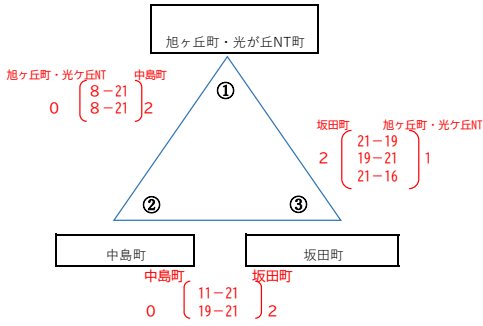 旭ヶ丘町・光が丘NT町
旭ヶ丘町・光ケ丘NT 中島町
8－21
0 8－21 2
①
坂田町 旭ヶ丘町・光ケ丘NT
21－19
2 19－21 1
21－16
② ③
中島町 坂田町
中島町 坂田町
11－21
0 19－21 2